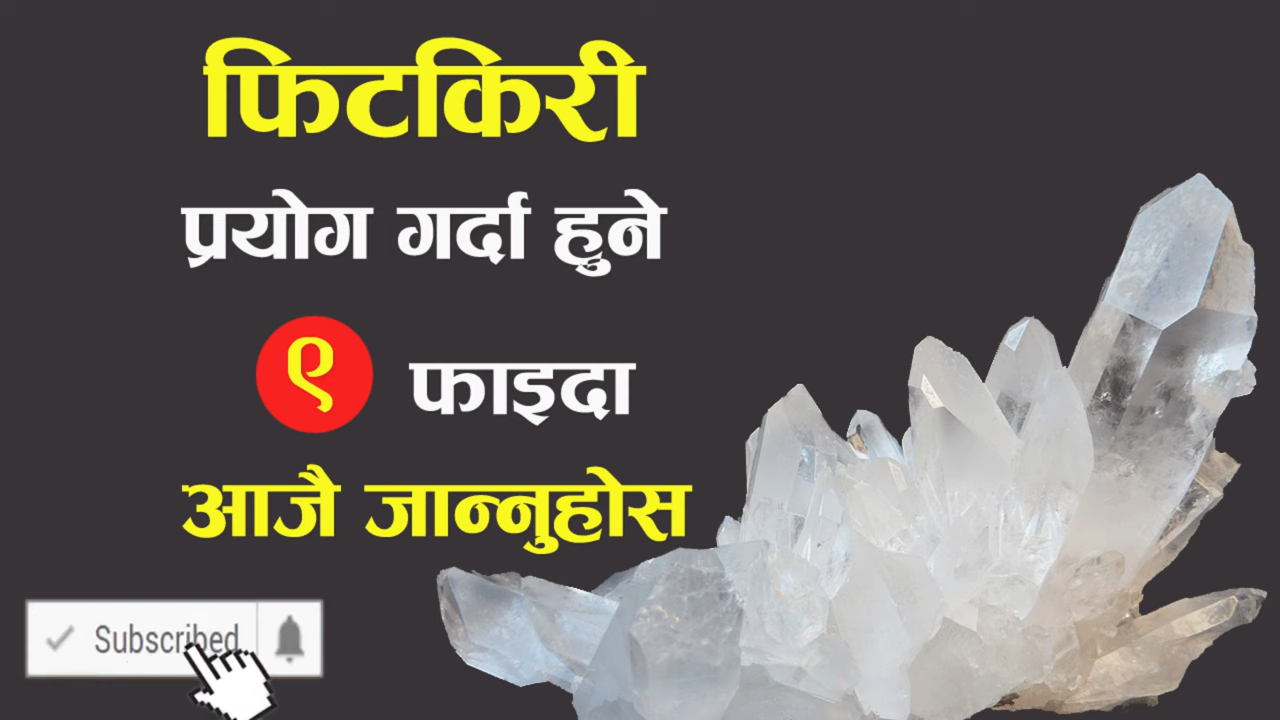 फिटकिरी
प्रयोग गर्दा हुने
९ फाइदा
आजै जान्नुहोस
Subscribed